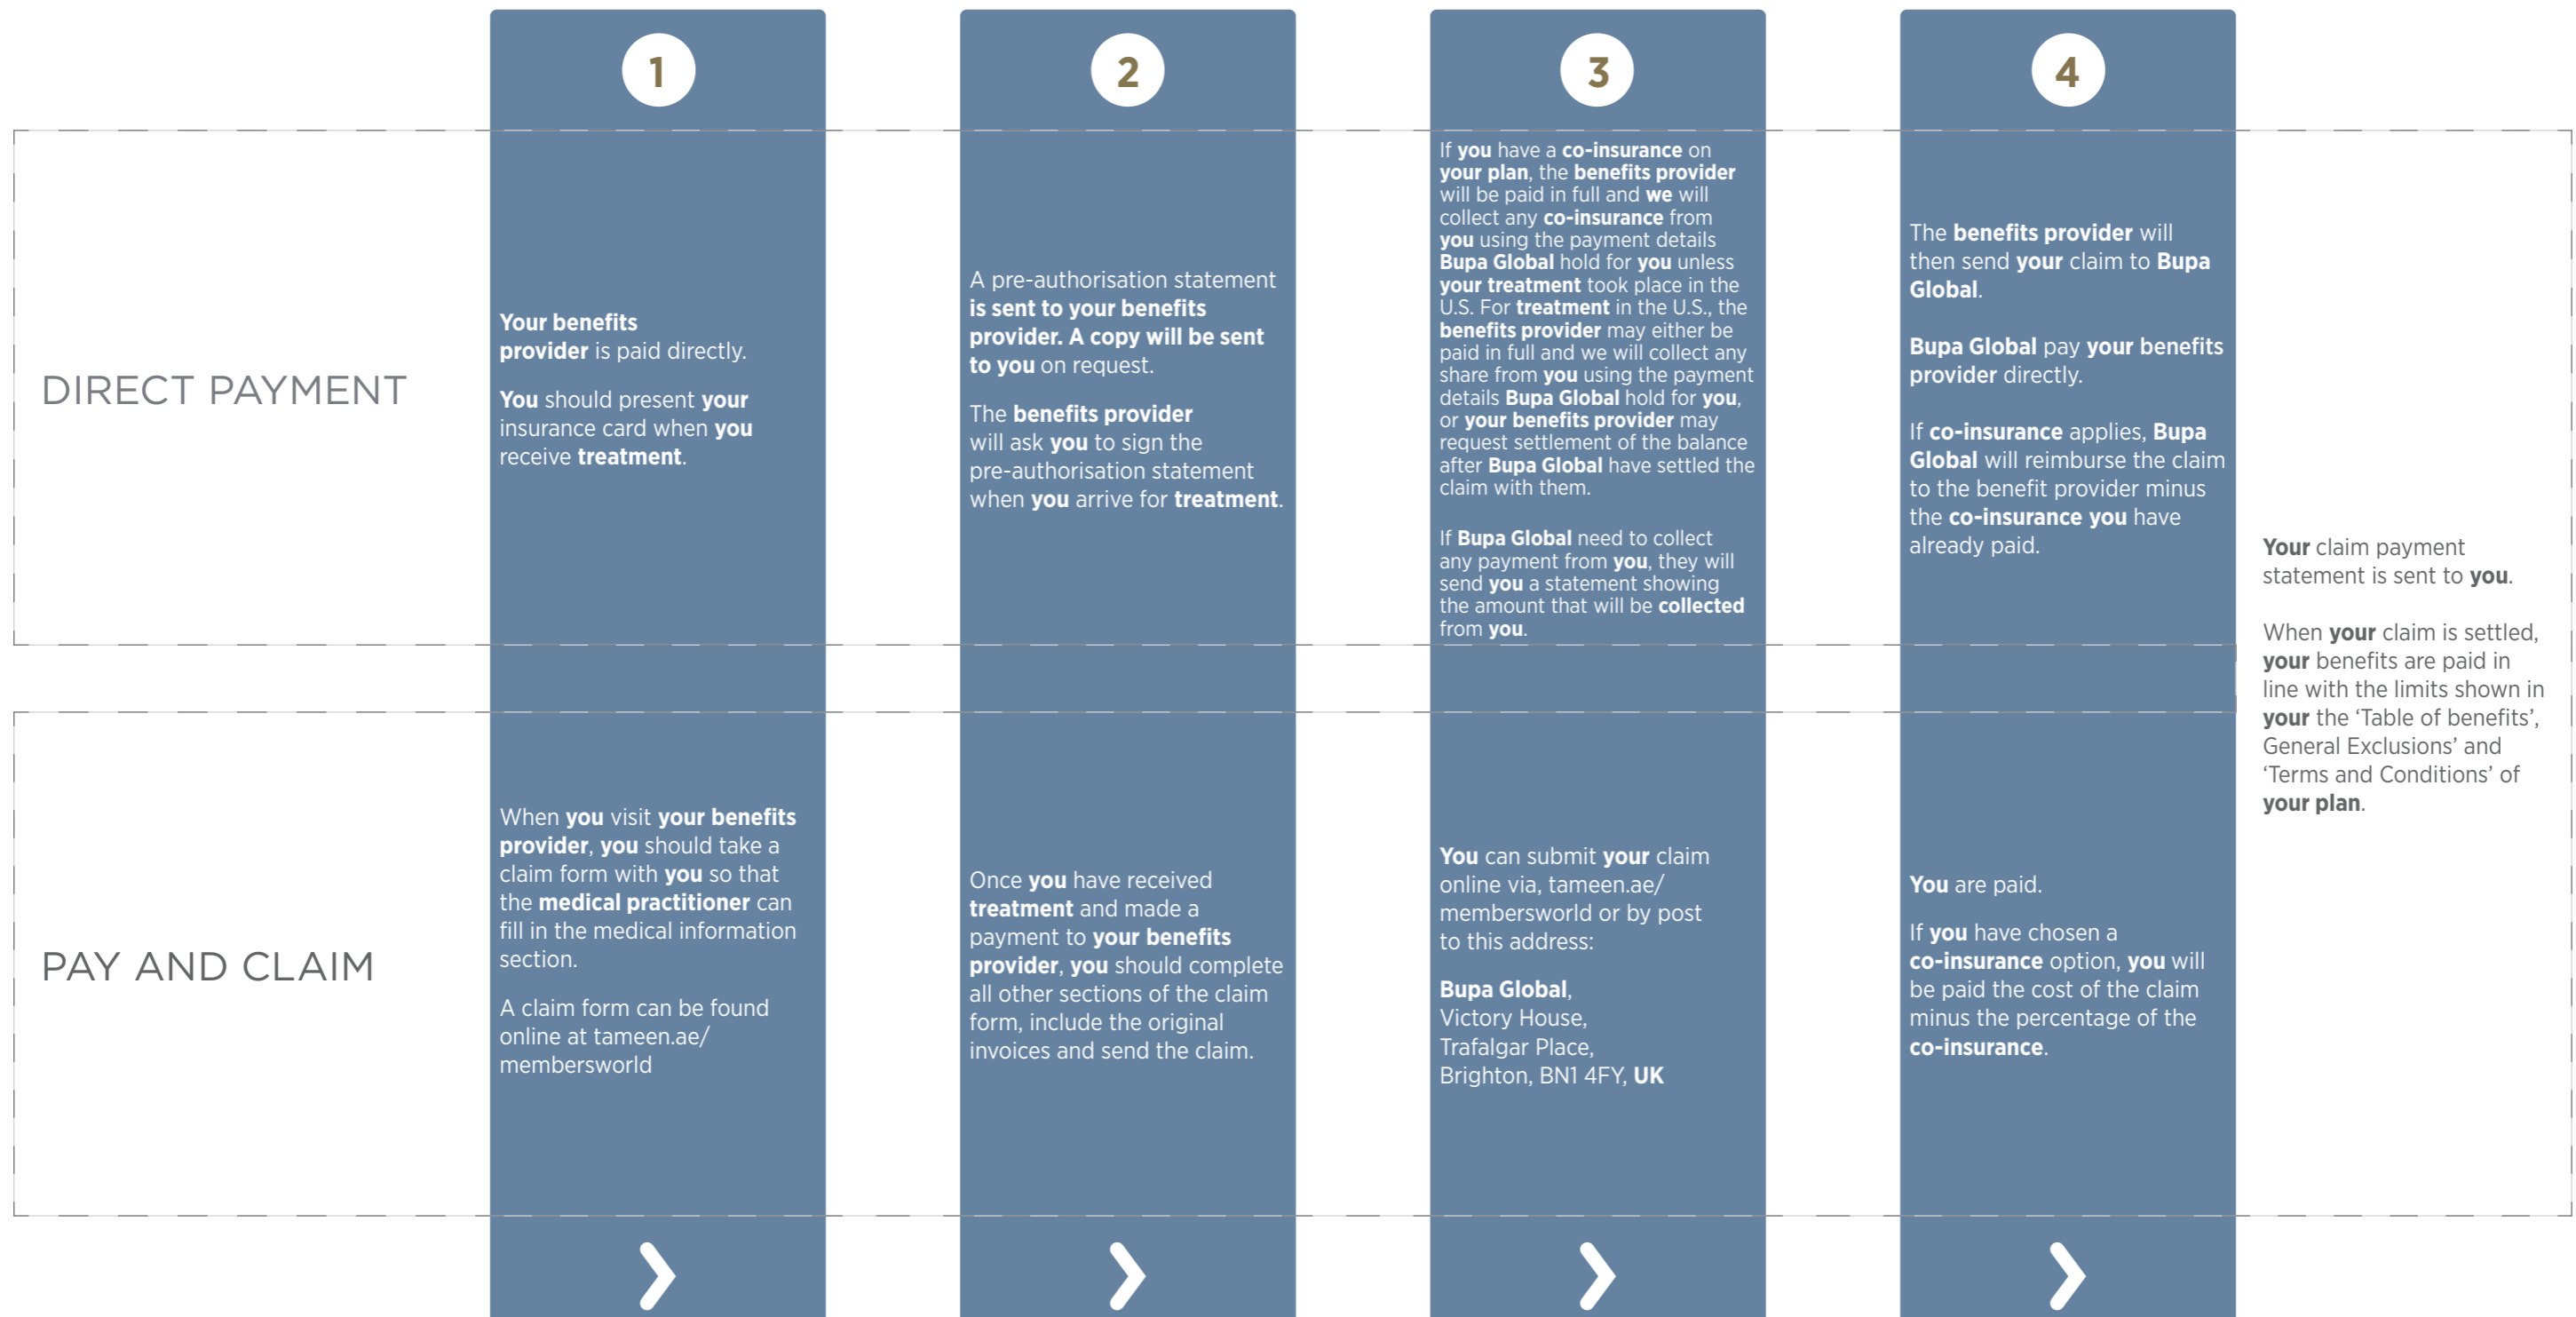 1
2
3
4
DIRECT PAYMENT
Your benefits
provider is paid directly.
You should present your
insurance card when you
receive treatment.
A pre-authorisation statement
is sent to your benefits
provider. A copy will be sent
to you on request.
The benefits provider
will ask you to sign the
pre-authorisation statement
when you arrive for treatment.
If you have a co-insurance on
your plan, the benefits provider
will be paid in full and we will
collect any co-insurance from
you using the payment details
Bupa Global hold for you unless
your treatment took place in the
U.S. For treatment in the U.S., the
benefits provider may either be
paid in full and we will collect any
share from you using the payment
details Bupa Global hold for you,
or your benefits provider may
request settlement of the balance
after Bupa Global have settled the
claim with them.
If Bupa Global need to collect
any payment from you, they will
send you a statement showing
the amount that will be collected
from you.
The benefits provider will
then send your claim to Bupa
Global.
Bupa Global pay your benefits
provider directly.
If co-insurance applies, Bupa
Global will reimburse the claim
to the benefit provider minus
the co-insurance you have
already paid.
PAY AND CLAIM
When you visit your benefits
provider, you should take a
claim form with you so that
the medical practitioner can
fill in the medical information
section.
A claim form can be found
online at tameen.ae/
membersworld
Once you have received
treatment and made a
payment to your benefits
provider, you should complete
all other sections of the claim
form, include the original
invoices and send the claim.
You can submit your claim
online via, tameen.ae/
membersworld or by post
to this address:
Bupa Global,
Victory House,
Trafalgar Place,
Brighton, BN1 4FY, UK
You are paid.
If you have chosen a
co-insurance option, you will
be paid the cost of the claim
minus the percentage of the
co-insurance.
Your claim payment
statement is sent to you.
When your claim is settled,
your benefits are paid in
line with the limits shown in
your the ‘Table of benefits’,
General Exclusions’ and
‘Terms and Conditions’ of
your plan.